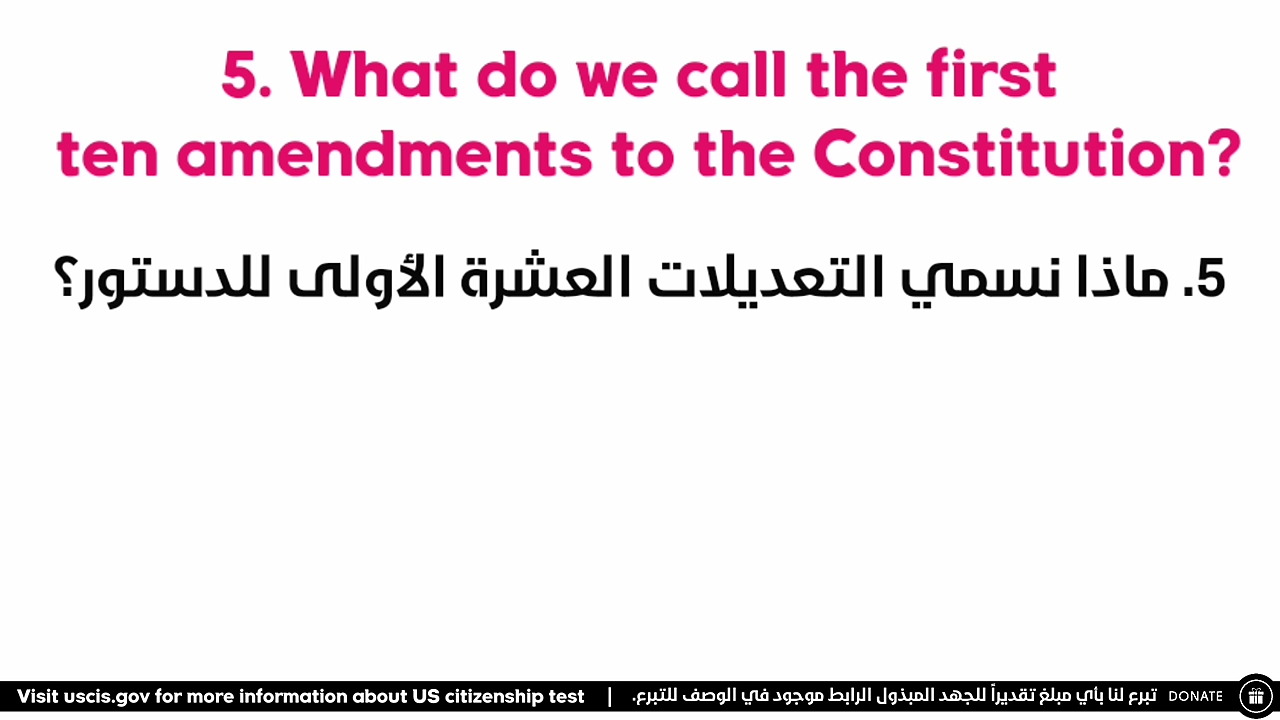 5. What do we call the first
ten amendments to the Constitution?
5. ماذا نسمي التعديلات العشرة الأولى للدستور؟
Visit uscis.gov for more information about US citizenship test | تبرع لنا بأي مبلغ تقديراً للجهد المبذول الرابط موجود في الوصف للتبرع. DONATE